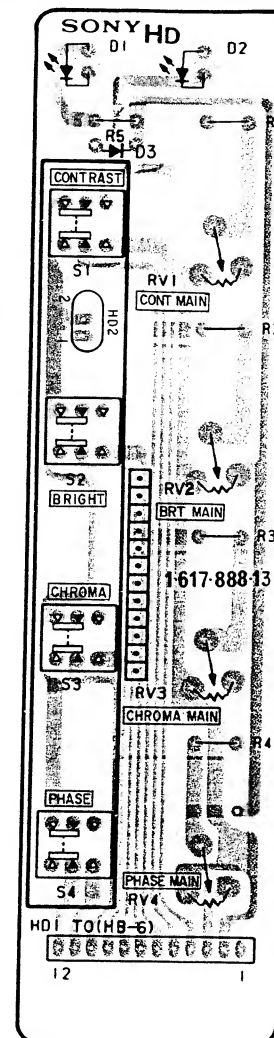 SONY HD
D1 D2
R5
D3
CONTRAST
S1
RV1
CONT MAIN
2
HD2
S2
RV2
BRIGHT
BRT MAIN
R3
1-617-888-13
CHROMA
S3
RV3
CHROMA MAIN
R4
PHASE
PHASE MAIN
S4
RV4
HD1 TO(HB-6)
12 1